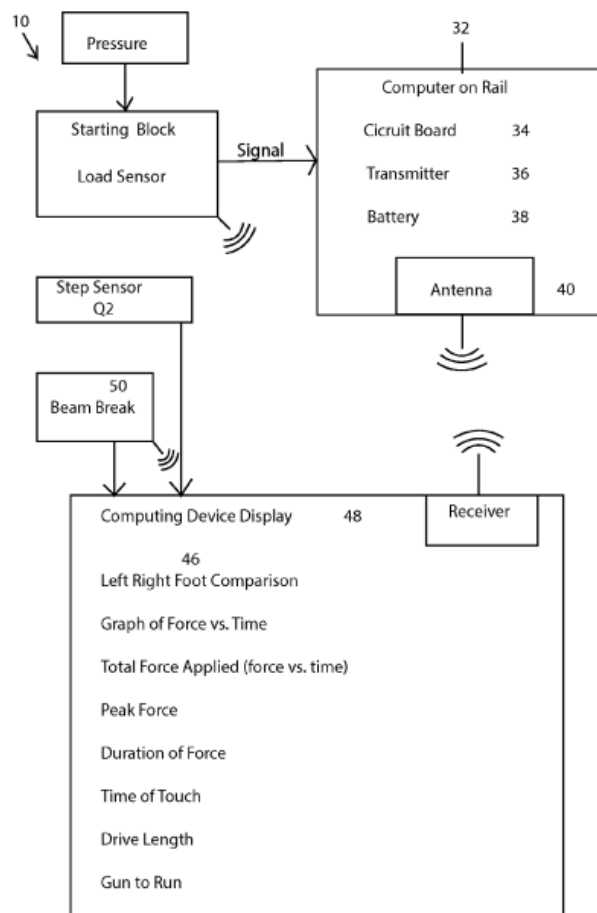 10
Pressure
32
Starting Block
Load Sensor
Signal
Computer on Rail
Cicruit Board 34
Transmitter 36
Battery 38
Antenna 40
Step Sensor
Q2
50
Beam Break
Computing Device Display 48
Receiver
46
Left Right Foot Comparison
Graph of Force vs. Time
Total Force Applied (force vs. time)
Peak Force
Duration of Force
Time of Touch
Drive Length
Gun to Run